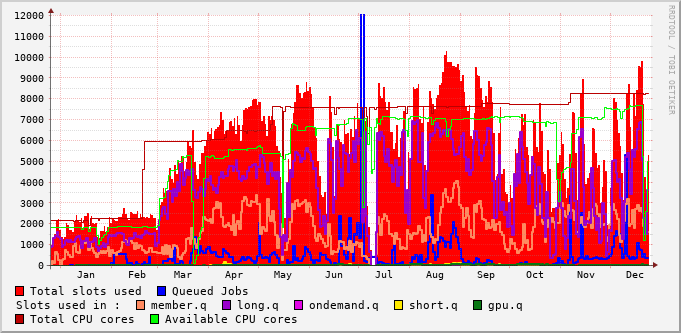 12000
11000
10000
9000
8000
7000
6000
5000
4000
3000
2000
1000
0
Jan Feb Mar Apr May Jun Jul Aug Sep Oct Nov Dec
RRDTOOL / TOBI OETIKER
Total slots used Queued Jobs
Slots used in : member.q long.q ondemand.q short.q gpu.q
Total CPU cores Available CPU cores